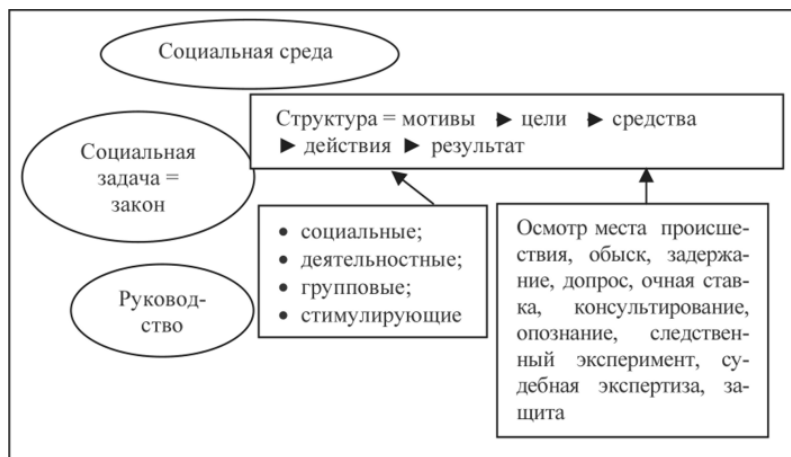 Социальная среда
Структура = мотивы ► цели ► средства
► действия ► результат
Социальная
задача =
закон
• социальные;
• деятельностные;
• групповые;
• стимулирующие
Осмотр места происше-
ствия, обыск, задержа-
ние, допрос, очная став-
ка, консультирование,
опознание, следствен-
ный эксперимент, су-
дебная экспертиза, за-
щита
Руковод-
ство